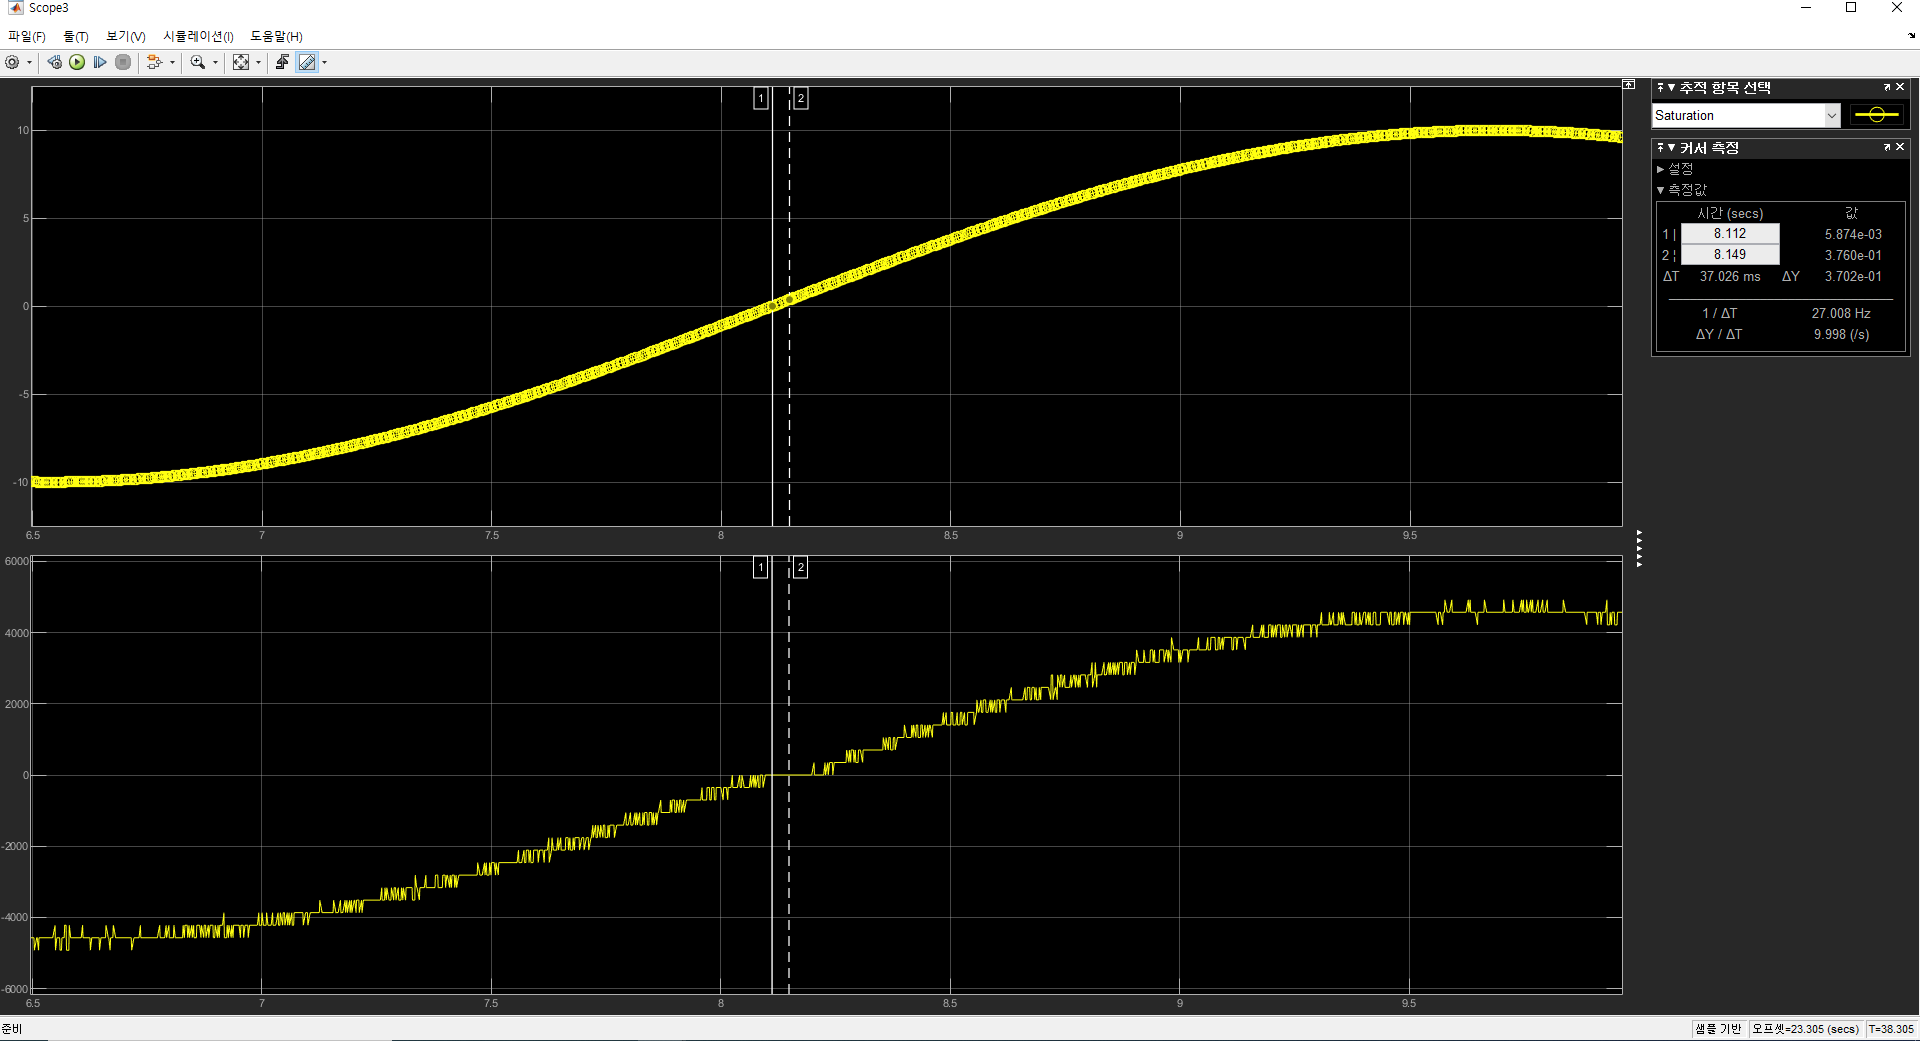 Scope3
파일(F) 툴(T) 보기(V) 시뮬레이션(I) 도움말(H)
1 2
10
5
0
-5
-10
6.5 7 7.5 8 8.5 9 9.5
1 2
6000
4000
2000
0
-2000
-4000
-6000
6.5 7 7.5 8 8.5 9 9.5
추적 항목 선택
Saturation
커서 측정
설정
측정값
시간 (secs) 값
1 | 8.112 5.874e-03
2 ¦ 8.149 3.760e-01
ΔT 37.026 ms ΔY 3.702e-01
1 / ΔT 27.008 Hz
ΔY / ΔT 9.998 (/s)
준비 샘플 기반 오프셋=23.305 (secs) T=38.305